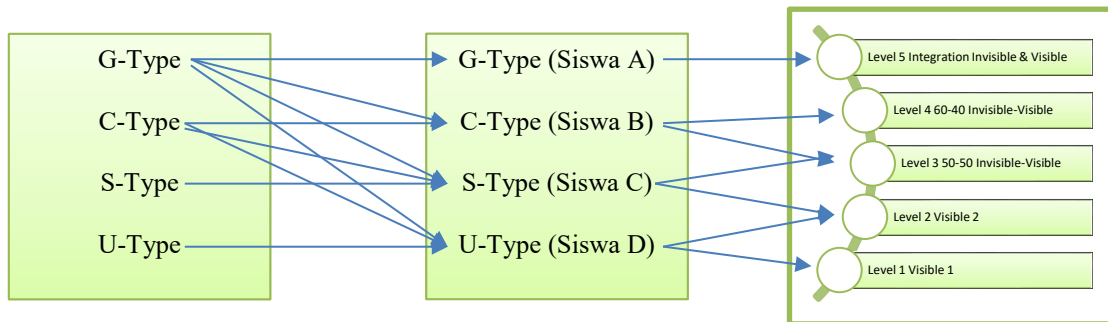 G-Type
C-Type
S-Type
U-Type
G-Type (Siswa A)
C-Type (Siswa B)
S-Type (Siswa C)
U-Type (Siswa D)
Level 5 Integration Invisible & Visible
Level 4 60-40 Invisible-Visible
Level 3 50-50 Invisible-Visible
Level 2 Visible 2
Level 1 Visible 1